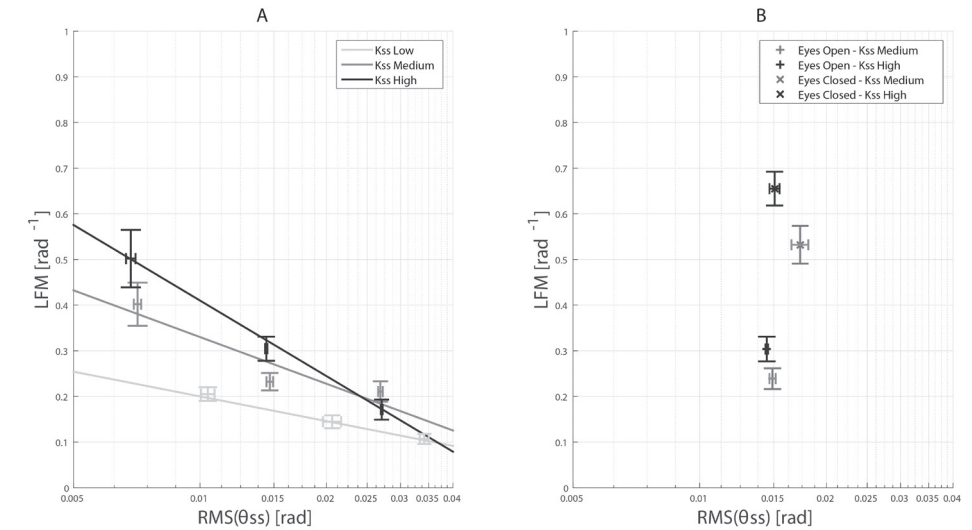 A
Kss Low
Kss Medium
Kss High
1
0.9
0.8
0.7
0.6
0.5
0.4
0.3
0.2
0.1
0
LFM [rad ⁻¹]
0.005 0.01 0.015 0.02 0.025 0.03 0.035 0.04
RMS(θss) [rad]
B
Eyes Open - Kss Medium
Eyes Open - Kss High
Eyes Closed - Kss Medium
Eyes Closed - Kss High
1
0.9
0.8
0.7
0.6
0.5
0.4
0.3
0.2
0.1
0
LFM [rad ⁻¹]
0.005 0.01 0.015 0.02 0.025 0.03 0.035 0.04
RMS(θss) [rad]